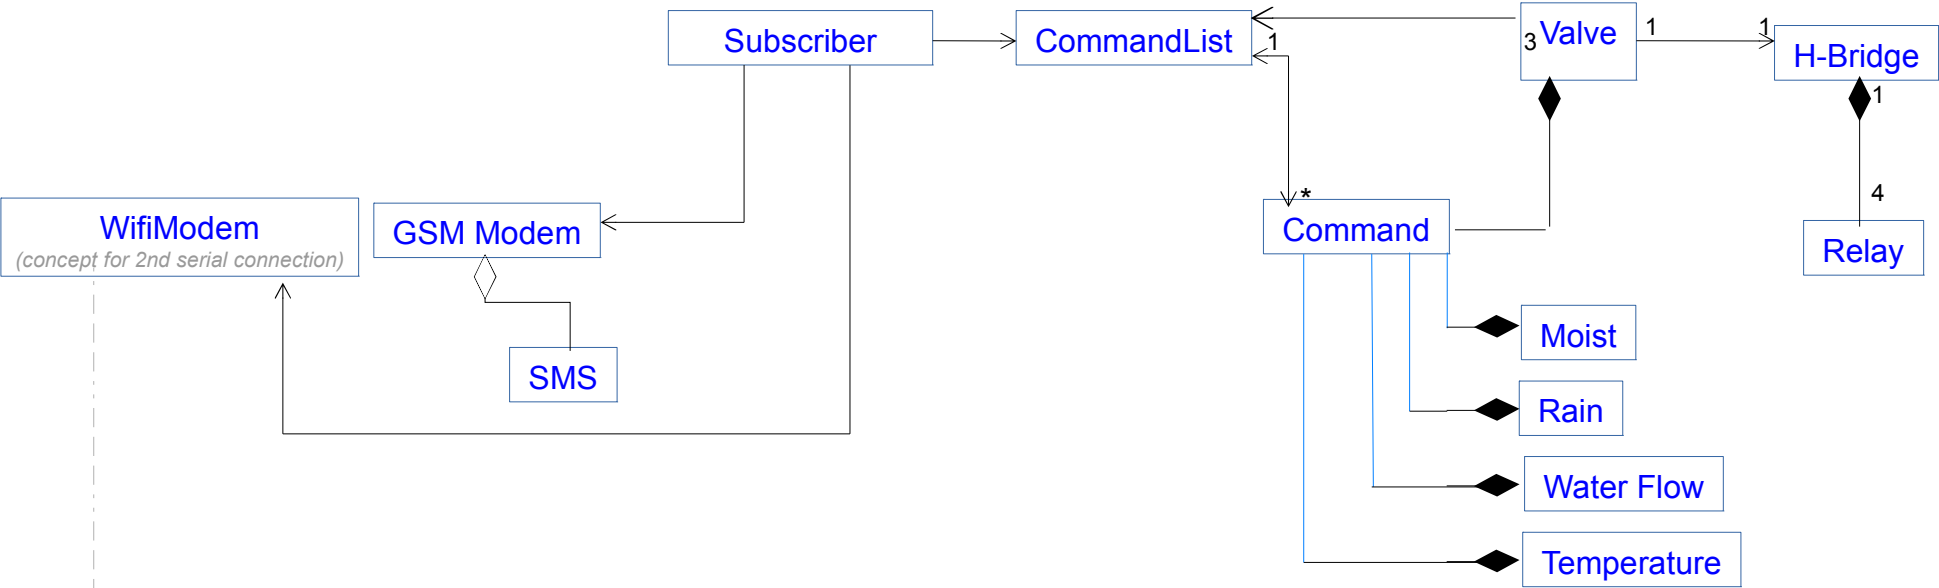 Subscriber
CommandList
1
3
Valve
1
1
H-Bridge
1
4
Relay
*
Command
WifiModem
(concept for 2nd serial connection)
GSM Modem
SMS
Moist
Rain
Water Flow
Temperature